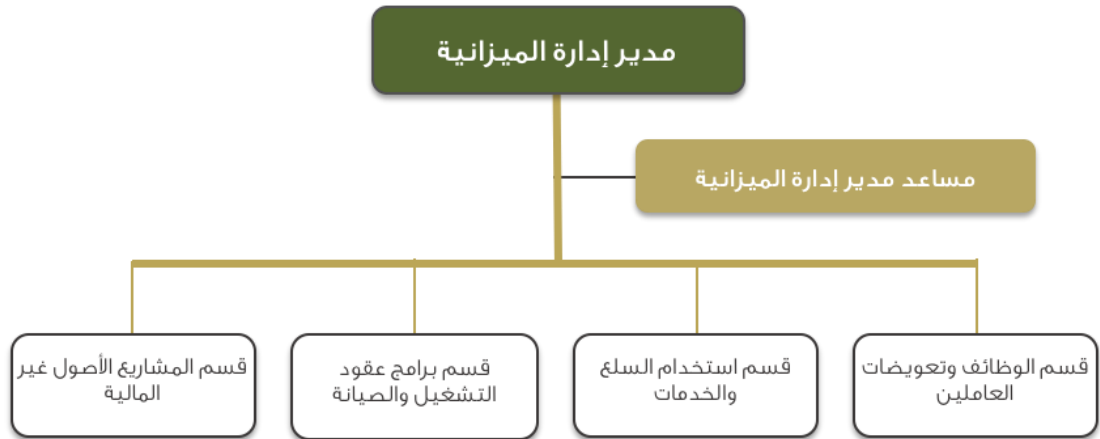 مدير إدارة الميزانية
مساعد مدير إدارة الميزانية
قسم الوظائف وتعويضات
العاملين
قسم استخدام السلع
والخدمات
قسم برامج عقود
التشغيل والصيانة
قسم المشاريع الأصول غير
المالية